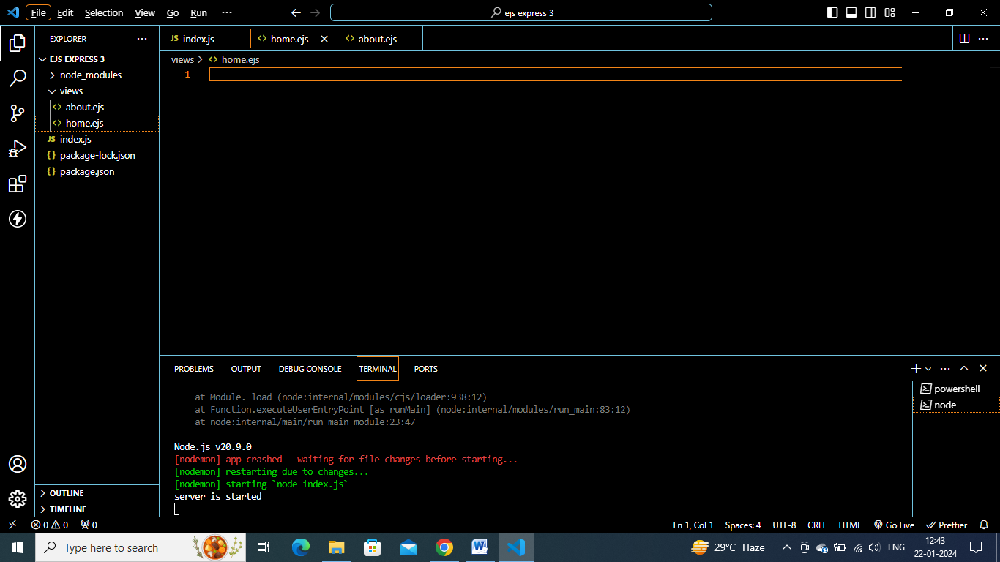 File Edit Selection View Go Run ··· ejs express 3
EXPLORER ···
JS index.js <> home.ejs × <> about.ejs
EJS EXPRESS 3
views > <> home.ejs
1
node_modules
views
<> about.ejs
<> home.ejs
JS index.js
{} package-lock.json
{} package.json
PROBLEMS OUTPUT DEBUG CONSOLE TERMINAL PORTS
at Module._load (node:internal/modules/cjs/loader:938:12)
at Function.executeUserEntryPoint [as runMain] (node:internal/modules/run_main:83:12)
at node:internal/main/run_main_module:23:47
Node.js v20.9.0
[nodemon] app crashed - waiting for file changes before starting...
[nodemon] restarting due to changes...
[nodemon] starting `node index.js`
server is started
powershell
node
OUTLINE
TIMELINE
0 0 0 Ln 1, Col 1 Spaces: 4 UTF-8 CRLF HTML Go Live Prettier
Type here to search
29°C Haze
ENG
12:43
22-01-2024